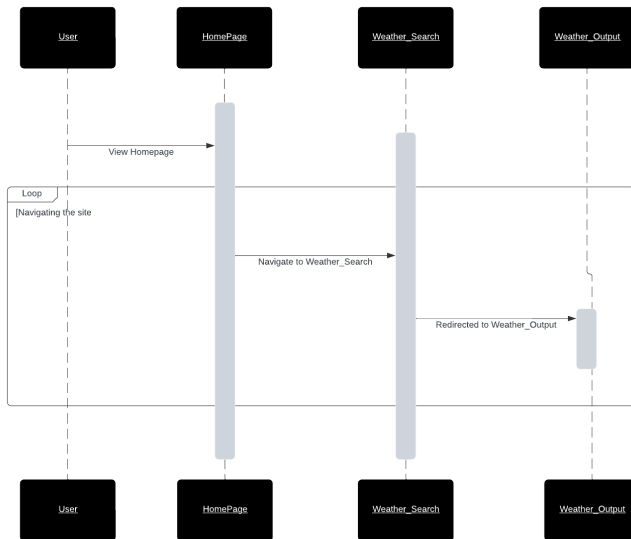 User
HomePage
Weather_Search
Weather_Output
View Homepage
Loop
[Navigating the site
Navigate to Weather_Search
Redirected to Weather_Output
User
HomePage
Weather_Search
Weather_Output